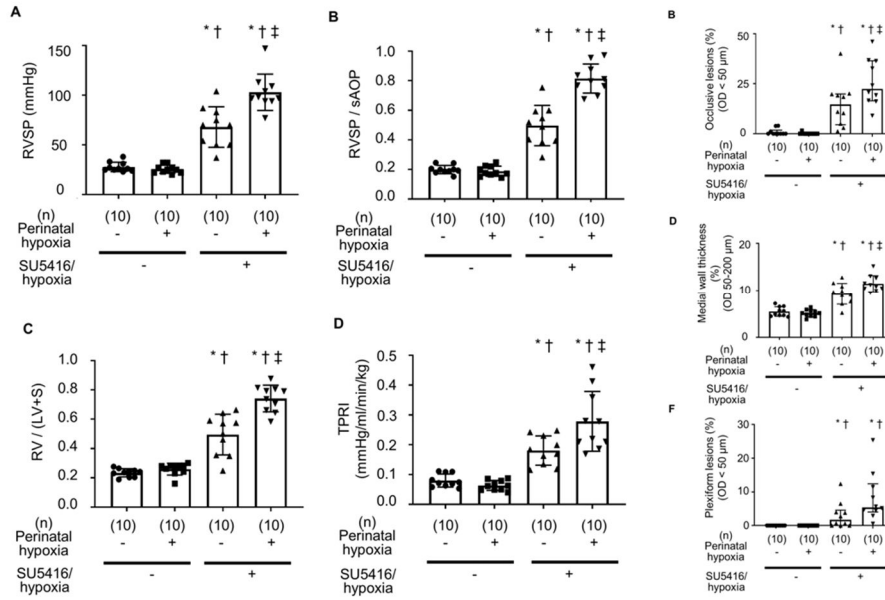 A
* † * † ‡
150
100
50
0
RVSP (mmHg)
(n) (10) (10) (10) (10)
Perinatal hypoxia - + - +
SU5416/
hypoxia - +
B
* † * † ‡
1.0
0.8
0.6
0.4
0.2
0.0
RVSP / sAOP
(n) (10) (10) (10) (10)
Perinatal hypoxia - + - +
SU5416/
hypoxia - +
B
* † * † ‡
50
25
0
Occlusive lesions (%)
(OD < 50 µm)
(n) (10) (10) (10) (10)
Perinatal hypoxia - + - +
SU5416/
hypoxia - +
D
* † * † ‡
20
10
0
Medial wall thickness
(%)
(OD 50-200 µm)
(n) (10) (10) (10) (10)
Perinatal hypoxia - + - +
SU5416/
hypoxia - +
C
* † * † ‡
1.0
0.8
0.6
0.4
0.2
0.0
RV / (LV+S)
(n) (10) (10) (10) (10)
Perinatal hypoxia - + - +
SU5416/
hypoxia - +
D
* † * † ‡
0.5
0.4
0.3
0.2
0.1
0.0
TPRI
(mmHg/ml/min/kg)
(n) (10) (10) (10) (10)
Perinatal hypoxia - + - +
SU5416/
hypoxia - +
F
* † * †
30
20
10
0
Plexiform lesions (%)
(OD < 50 µm)
(n) (10) (10) (10) (10)
Perinatal hypoxia - + - +
SU5416/
hypoxia - +